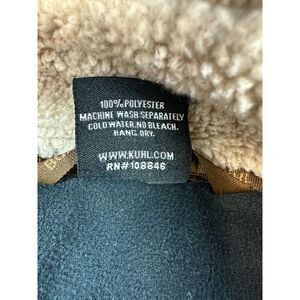 100% POLYESTER
MACHINE WASH SEPARATELY
COLD WATER. NO BLEACH.
HANG DRY.
WWW.KUHL.COM
RN#108846